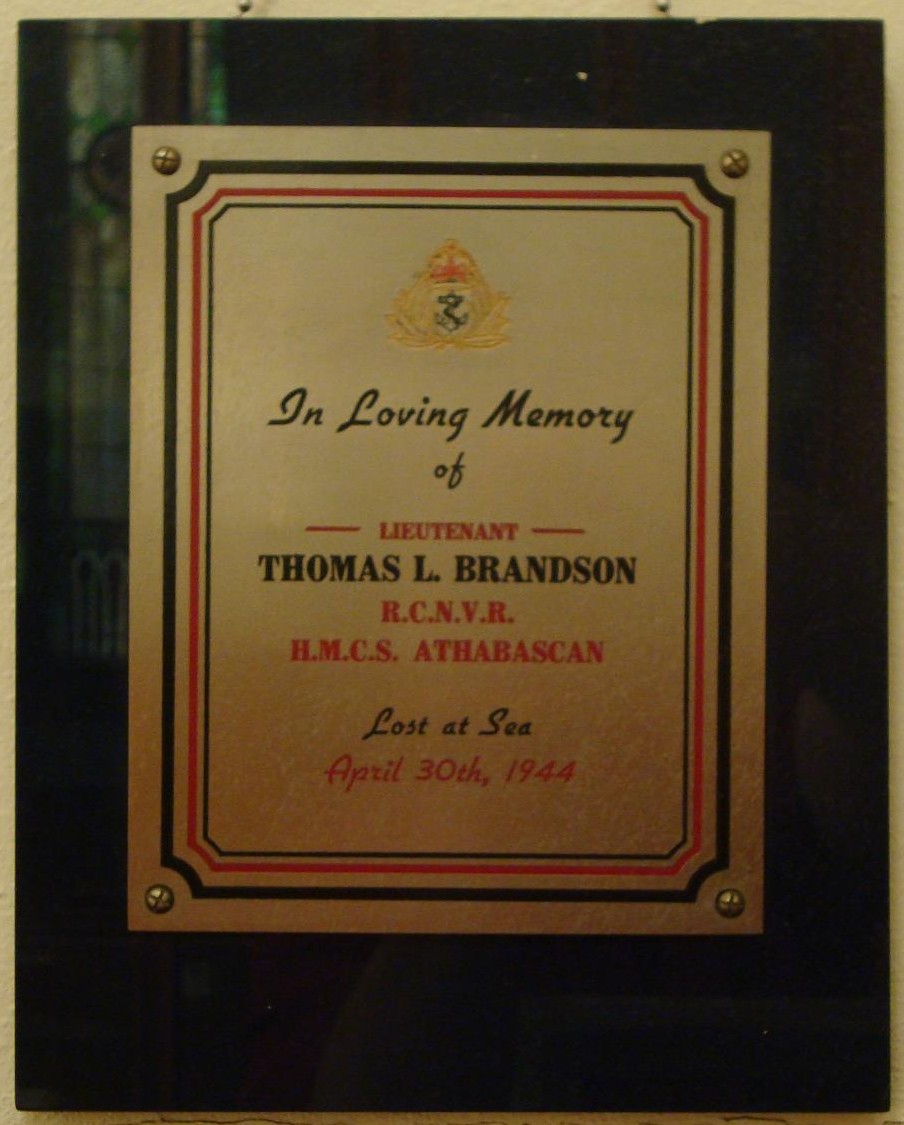 In Loving Memory
of
LIEUTENANT
THOMAS L. BRANDSON
R.C.N.V.R.
H.M.C.S. ATHABASCAN
Lost at Sea
April 30th, 1944